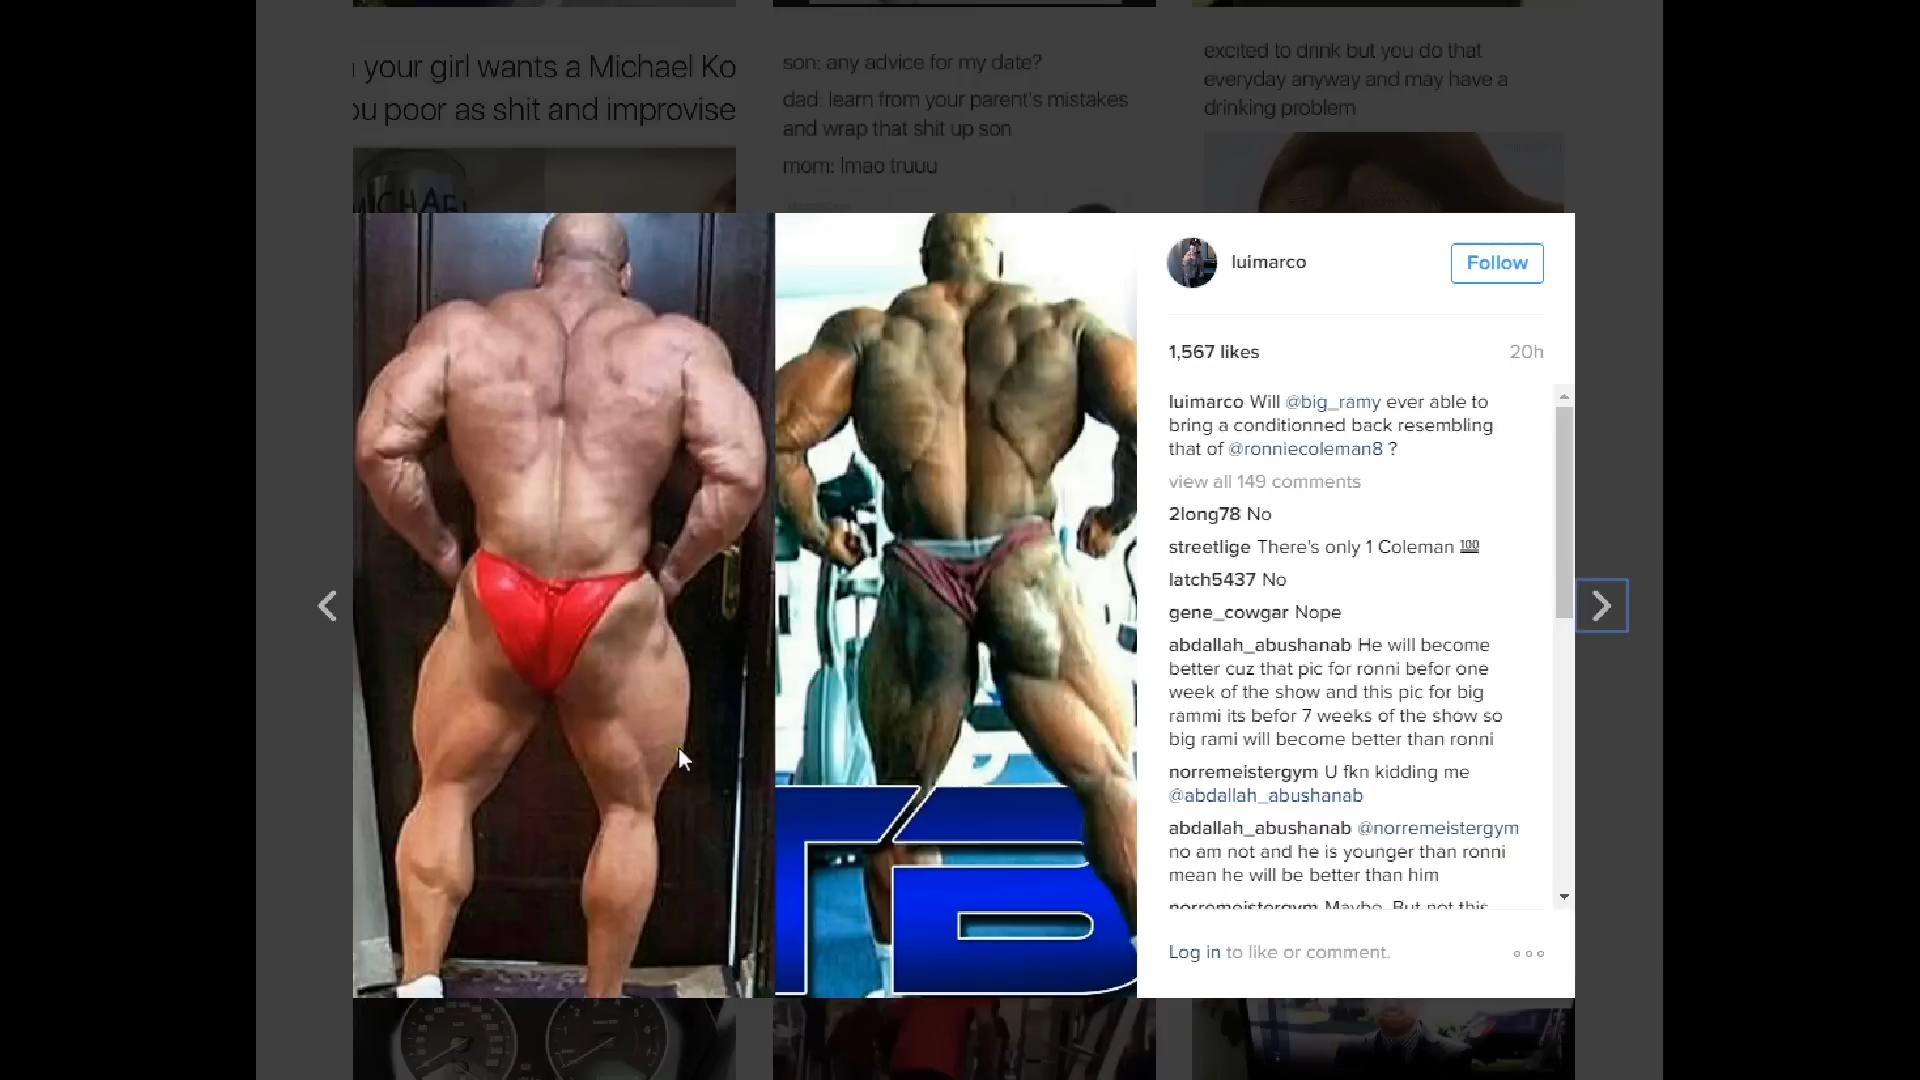 your girl wants a Michael Ko
ou poor as shit and improvise
son: any advice for my date?
dad: learn from your parent's mistakes
and wrap that shit up son
mom: lmao truuu
excited to drink but you do that
everyday anyway and may have a
drinking problem
MICHAEL
luimarco
Follow
1,567 likes
20h
luimarco Will @big_ramy ever able to
bring a conditionned back resembling
that of @ronniecoleman8 ?
view all 149 comments
2long78 No
streetlige There's only 1 Coleman 💯
latch5437 No
gene_cowgar Nope
abdallah_abushanab He will become
better cuz that pic for ronni befor one
week of the show and this pic for big
rammi its befor 7 weeks of the show so
big rami will become better than ronni
norremeistergym U fkn kidding me
@abdallah_abushanab
abdallah_abushanab @norremeistergym
no am not and he is younger than ronni
mean he will be better than him
norremeistergym Maybe. But not this
Log in to like or comment.